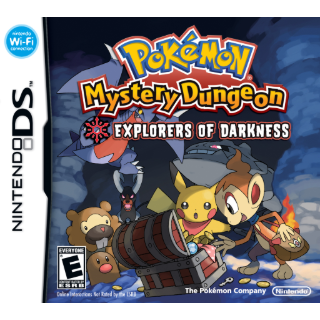 Nintendo
Wi-Fi
connection
NINTENDO DS™
POKÉMON
Mystery Dungeon
EXPLORERS OF DARKNESS
EVERYONE
E
ESRB
Online Interactions Not Rated by the ESRB
The Pokémon Company
Nintendo